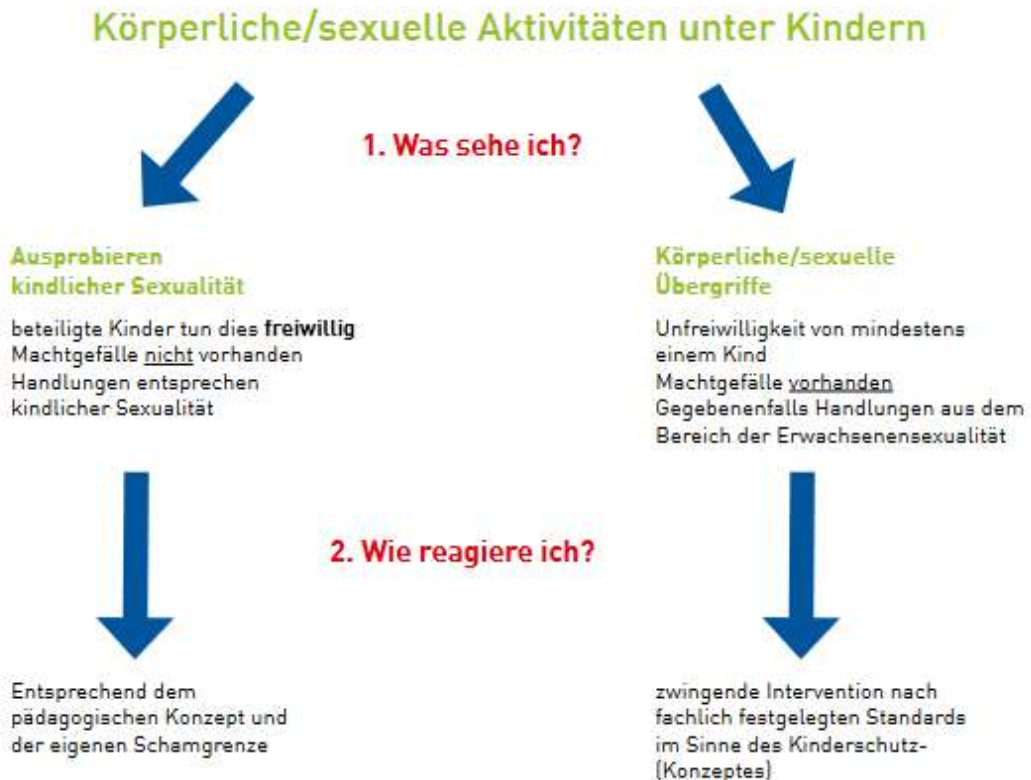 Körperliche/sexuelle Aktivitäten unter Kindern
1. Was sehe ich?
Ausprobieren
kindlicher Sexualität
beteiligte Kinder tun dies freiwillig
Machtgefälle nicht vorhanden
Handlungen entsprechen
kindlicher Sexualität
Körperliche/sexuelle
Übergriffe
Unfreiwilligkeit von mindestens
einem Kind
Machtgefälle vorhanden
Gegebenenfalls Handlungen aus dem
Bereich der Erwachsenensexualität
2. Wie reagiere ich?
Entsprechend dem
pädagogischen Konzept und
der eigenen Schamgrenze
zwingende Intervention nach
fachlich festgelegten Standards
im Sinne des Kinderschutz-
(Konzeptes)